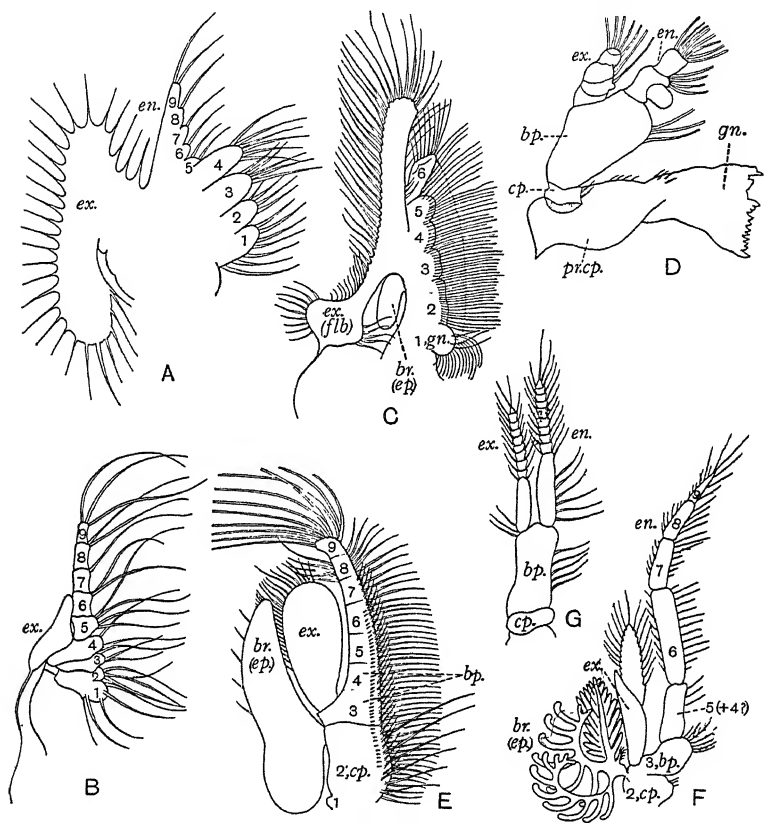 en.
9
8
7
6
5
4
3
2
1
ex.
A
6
5
4
3
2
1, gn.
ex.
(flb)
br.
(ep)
C
ex.
en.
bp.
gn.
cp.
pr.cp.
D
9
8
7
6
5
4
3
2
1
ex.
B
9
8
7
6
5
4
3
2, cp.
1
ex.
br.
(ep)
bp.
E
ex.
en.
bp.
cp.
G
9
8
en.
7
6
ex.
5(+4?)
br.
(ep.)
3, bp.
2, cp.
F